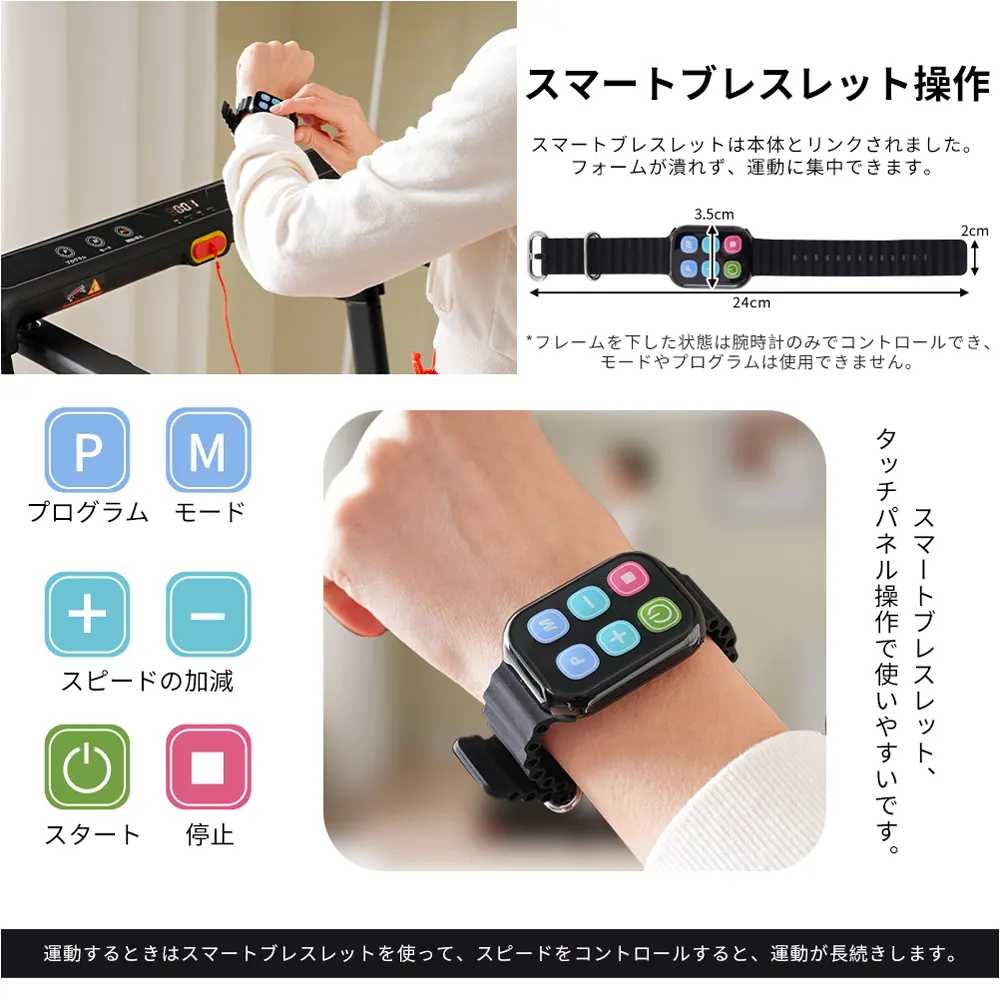 スマートブレスレット操作
スマートブレスレットは本体とリンクされました。
フォームが潰れず、運動に集中できます。
3.5cm
2cm
24cm
*フレームを下した状態は腕時計のみでコントロールでき、
モードやプログラムは使用できません。
P
M
プログラム
モード
+
−
スピードの加減
スタート
停止
スマートブレスレット、
タッチパネル操作で使いやすいです。
M
P
運動するときはスマートブレスレットを使って、スピードをコントロールすると、運動が長続きします。